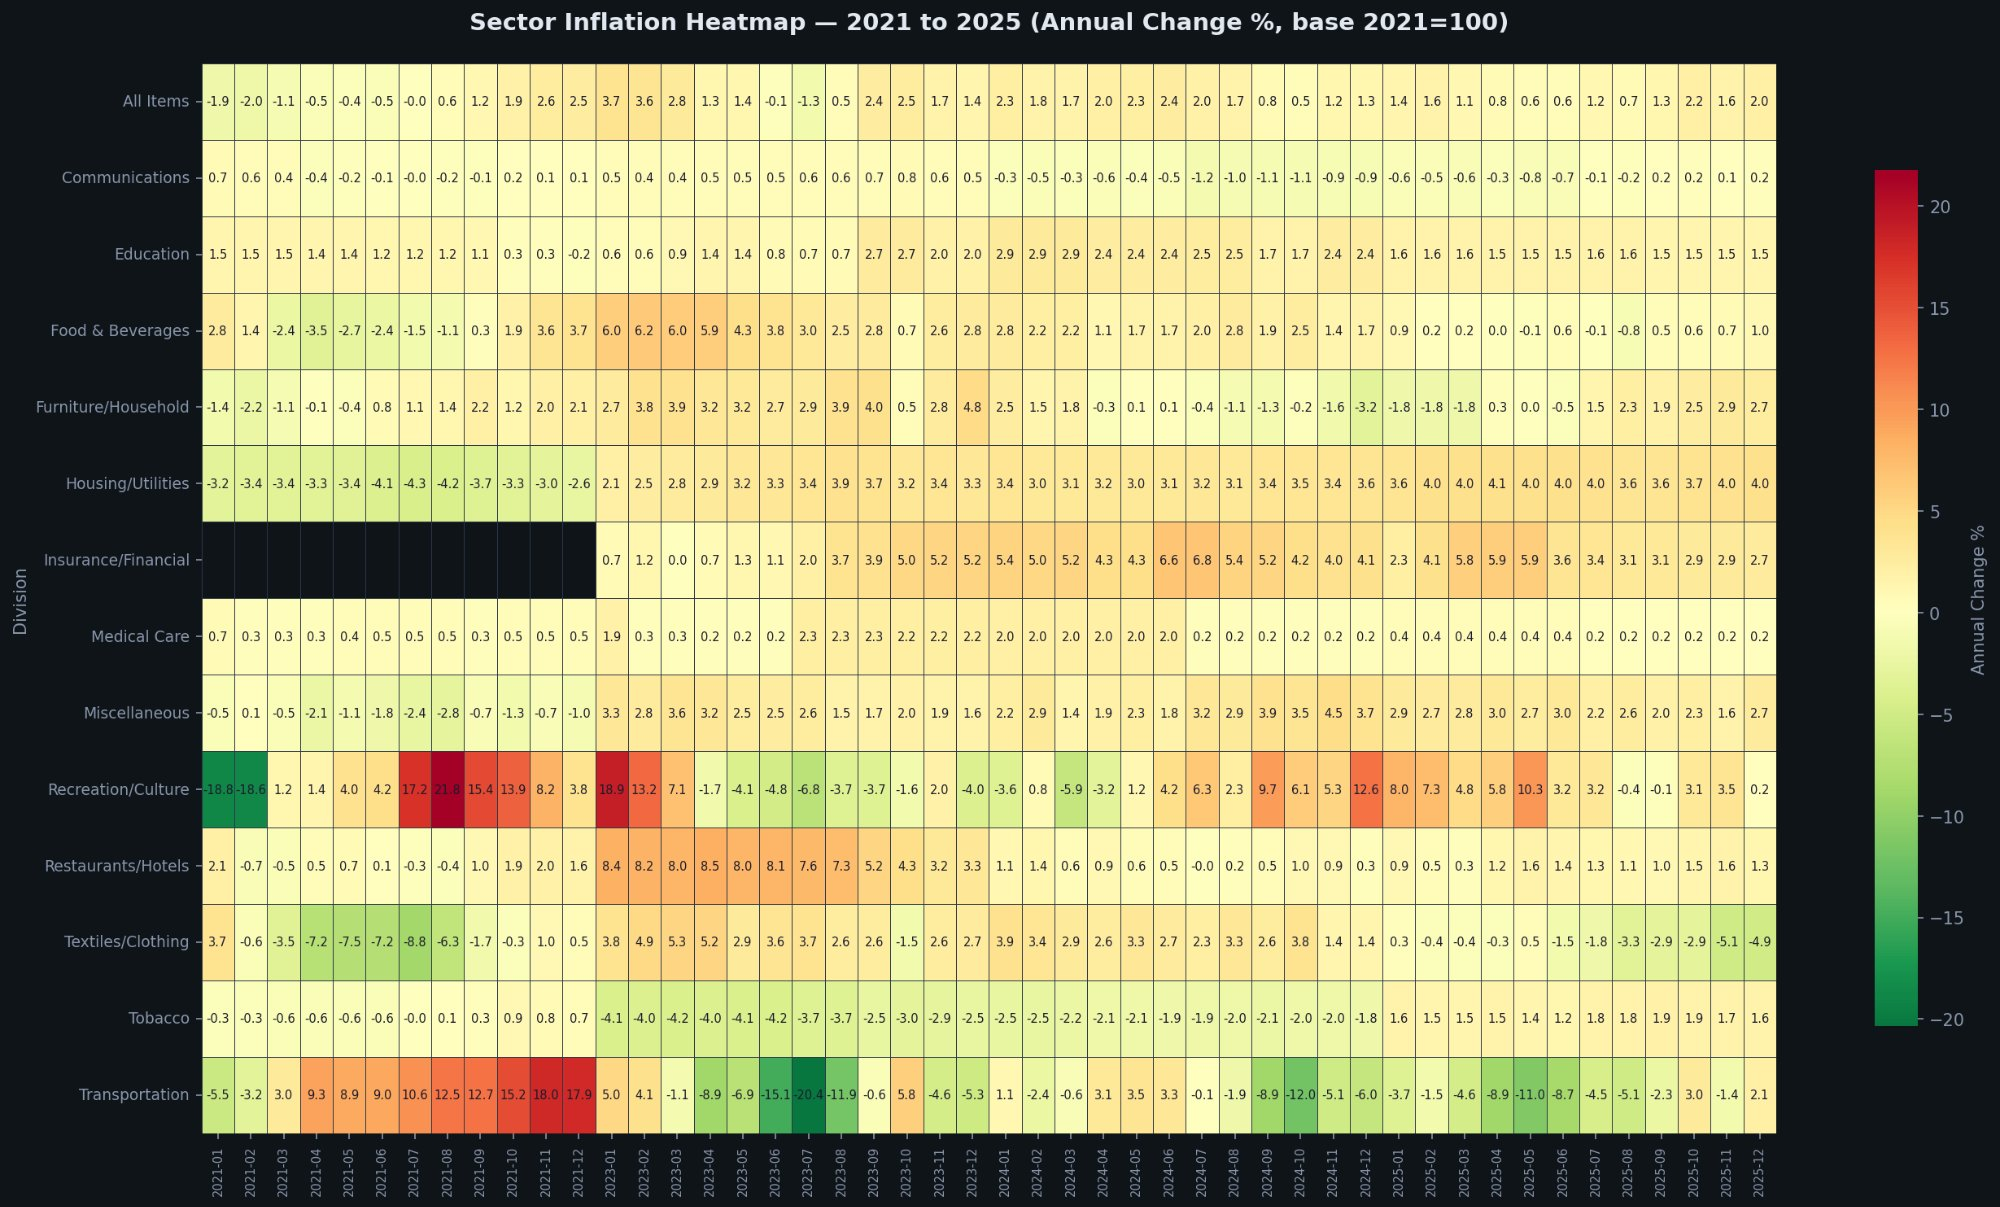 Sector Inflation Heatmap — 2021 to 2025 (Annual Change %, base 2021=100)
All Items -1.9 -2.0 -1.1 -0.5 -0.4 -0.5 -0.0 0.6 1.2 1.9 2.6 2.5 3.7 3.6 2.8 1.3 1.4 -0.1 -1.3 0.5 2.4 2.5 1.7 1.4 2.3 1.8 1.7 2.0 2.3 2.4 2.0 1.7 0.8 0.5 1.2 1.3 1.4 1.6 1.1 0.8 0.6 0.6 1.2 0.7 1.3 2.2 1.6 2.0
Communications 0.7 0.6 0.4 -0.4 -0.2 -0.1 -0.0 -0.2 -0.1 0.2 0.1 0.1 0.5 0.4 0.4 0.5 0.5 0.5 0.6 0.6 0.7 0.8 0.6 0.5 -0.3 -0.5 -0.3 -0.6 -0.4 -0.5 -1.2 -1.0 -1.1 -1.1 -0.9 -0.9 -0.6 -0.5 -0.6 -0.3 -0.8 -0.7 -0.1 -0.2 0.2 0.2 0.1 0.2
Education 1.5 1.5 1.5 1.4 1.4 1.2 1.2 1.2 1.1 0.3 0.3 -0.2 0.6 0.6 0.9 1.4 1.4 0.8 0.7 0.7 2.7 2.7 2.0 2.0 2.9 2.9 2.9 2.4 2.4 2.4 2.5 2.5 1.7 1.7 2.4 2.4 1.6 1.6 1.6 1.5 1.5 1.5 1.6 1.6 1.5 1.5 1.5 1.5
Food & Beverages 2.8 1.4 -2.4 -3.5 -2.7 -2.4 -1.5 -1.1 0.3 1.9 3.6 3.7 6.0 6.2 6.0 5.9 4.3 3.8 3.0 2.5 2.8 0.7 2.6 2.8 2.8 2.2 2.2 1.1 1.7 1.7 2.0 2.8 1.9 2.5 1.4 1.7 0.9 0.2 0.2 0.0 -0.1 0.6 -0.1 -0.8 0.5 0.6 0.7 1.0
Furniture/Household -1.4 -2.2 -1.1 -0.1 -0.4 0.8 1.1 1.4 2.2 1.2 2.0 2.1 2.7 3.8 3.9 3.2 3.2 2.7 2.9 3.9 4.0 0.5 2.8 4.8 2.5 1.5 1.8 -0.3 0.1 0.1 -0.4 -1.1 -1.3 -0.2 -1.6 -3.2 -1.8 -1.8 -1.8 0.3 0.0 -0.5 1.5 2.3 1.9 2.5 2.9 2.7
Housing/Utilities -3.2 -3.4 -3.4 -3.3 -3.4 -4.1 -4.3 -4.2 -3.7 -3.3 -3.0 -2.6 2.1 2.5 2.8 2.9 3.2 3.3 3.4 3.9 3.7 3.2 3.4 3.3 3.4 3.0 3.1 3.2 3.0 3.1 3.2 3.1 3.4 3.5 3.4 3.6 3.6 4.0 4.0 4.1 4.0 4.0 4.0 3.6 3.6 3.7 4.0 4.0
Insurance/Financial 0.7 1.2 0.0 0.7 1.3 1.1 2.0 3.7 3.9 5.0 5.2 5.2 5.4 5.0 5.2 4.3 4.3 6.6 6.8 5.4 5.2 4.2 4.0 4.1 2.3 4.1 5.8 5.9 5.9 3.6 3.4 3.1 3.1 2.9 2.9 2.7
Medical Care 0.7 0.3 0.3 0.3 0.4 0.5 0.5 0.5 0.3 0.5 0.5 0.5 1.9 0.3 0.3 0.2 0.2 0.2 2.3 2.3 2.3 2.2 2.2 2.2 2.0 2.0 2.0 2.0 2.0 2.0 0.2 0.2 0.2 0.2 0.2 0.2 0.4 0.4 0.4 0.4 0.4 0.4 0.2 0.2 0.2 0.2 0.2 0.2
Miscellaneous -0.5 0.1 -0.5 -2.1 -1.1 -1.8 -2.4 -2.8 -0.7 -1.3 -0.7 -1.0 3.3 2.8 3.6 3.2 2.5 2.5 2.6 1.5 1.7 2.0 1.9 1.6 2.2 2.9 1.4 1.9 2.3 1.8 3.2 2.9 3.9 3.5 4.5 3.7 2.9 2.7 2.8 3.0 2.7 3.0 2.2 2.6 2.0 2.3 1.6 2.7
Recreation/Culture -18.8 -18.6 1.2 1.4 4.0 4.2 17.2 21.8 15.4 13.9 8.2 3.8 18.9 13.2 7.1 -1.7 -4.1 -4.8 -6.8 -3.7 -3.7 -1.6 2.0 -4.0 -3.6 0.8 -5.9 -3.2 1.2 4.2 6.3 2.3 9.7 6.1 5.3 12.6 8.0 7.3 4.8 5.8 10.3 3.2 3.2 -0.4 -0.1 3.1 3.5 0.2
Restaurants/Hotels 2.1 -0.7 -0.5 0.5 0.7 0.1 -0.3 -0.4 1.0 1.9 2.0 1.6 8.4 8.2 8.0 8.5 8.0 8.1 7.6 7.3 5.2 4.3 3.2 3.3 1.1 1.4 0.6 0.9 0.6 0.5 -0.0 0.2 0.5 1.0 0.9 0.3 0.9 0.5 0.3 1.2 1.6 1.4 1.3 1.1 1.0 1.5 1.6 1.3
Textiles/Clothing 3.7 -0.6 -3.5 -7.2 -7.5 -7.2 -8.8 -6.3 -1.7 -0.3 1.0 0.5 3.8 4.9 5.3 5.2 2.9 3.6 3.7 2.6 2.6 -1.5 2.6 2.7 3.9 3.4 2.9 2.6 3.3 2.7 2.3 3.3 2.6 3.8 1.4 1.4 0.3 -0.4 -0.4 -0.3 0.5 -1.5 -1.8 -3.3 -2.9 -2.9 -5.1 -4.9
Tobacco -0.3 -0.3 -0.6 -0.6 -0.6 -0.6 -0.0 0.1 0.3 0.9 0.8 0.7 -4.1 -4.0 -4.2 -4.0 -4.1 -4.2 -3.7 -3.7 -2.5 -3.0 -2.9 -2.5 -2.5 -2.5 -2.2 -2.1 -2.1 -1.9 -1.9 -2.0 -2.1 -2.0 -2.0 -1.8 1.6 1.5 1.5 1.5 1.4 1.2 1.8 1.8 1.9 1.9 1.7 1.6
Transportation -5.5 -3.2 3.0 9.3 8.9 9.0 10.6 12.5 12.7 15.2 18.0 17.9 5.0 4.1 -1.1 -8.9 -6.9 -15.1 -20.4 -11.9 -0.6 5.8 -4.6 -5.3 1.1 -2.4 -0.6 3.1 3.5 3.3 -0.1 -1.9 -8.9 -12.0 -5.1 -6.0 -3.7 -1.5 -4.6 -8.9 -11.0 -8.7 -4.5 -5.1 -2.3 3.0 -1.4 2.1
2021-01 2021-02 2021-03 2021-04 2021-05 2021-06 2021-07 2021-08 2021-09 2021-10 2021-11 2021-12 2023-01 2023-02 2023-03 2023-04 2023-05 2023-06 2023-07 2023-08 2023-09 2023-10 2023-11 2023-12 2024-01 2024-02 2024-03 2024-04 2024-05 2024-06 2024-07 2024-08 2024-09 2024-10 2024-11 2024-12 2025-01 2025-02 2025-03 2025-04 2025-05 2025-06 2025-07 2025-08 2025-09 2025-10 2025-11 2025-12
Division
20
15
10
5
0
−5
−10
−15
−20
Annual Change %